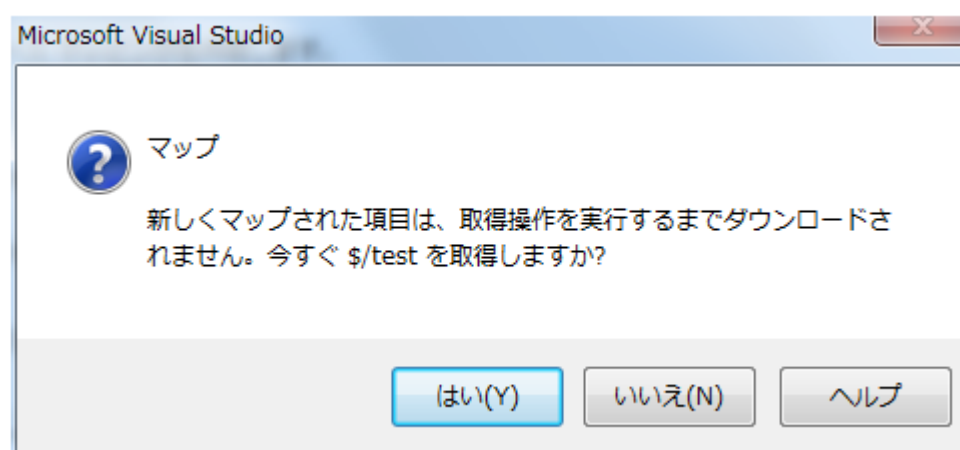 Microsoft Visual Studio
マップ
新しくマップされた項目は、取得操作を実行するまでダウンロードさ
れません。今すぐ $/test を取得しますか?
はい(Y)
いいえ(N)
ヘルプ